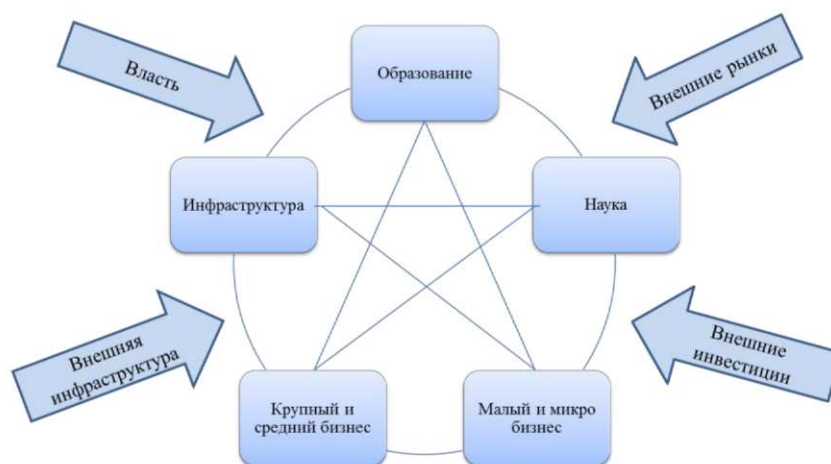 Власть
Образование
Внешние рынки
Инфраструктура
Наука
Внешняя
инфраструктура
Внешние
инвестиции
Крупный и
средний бизнес
Малый и микро
бизнес